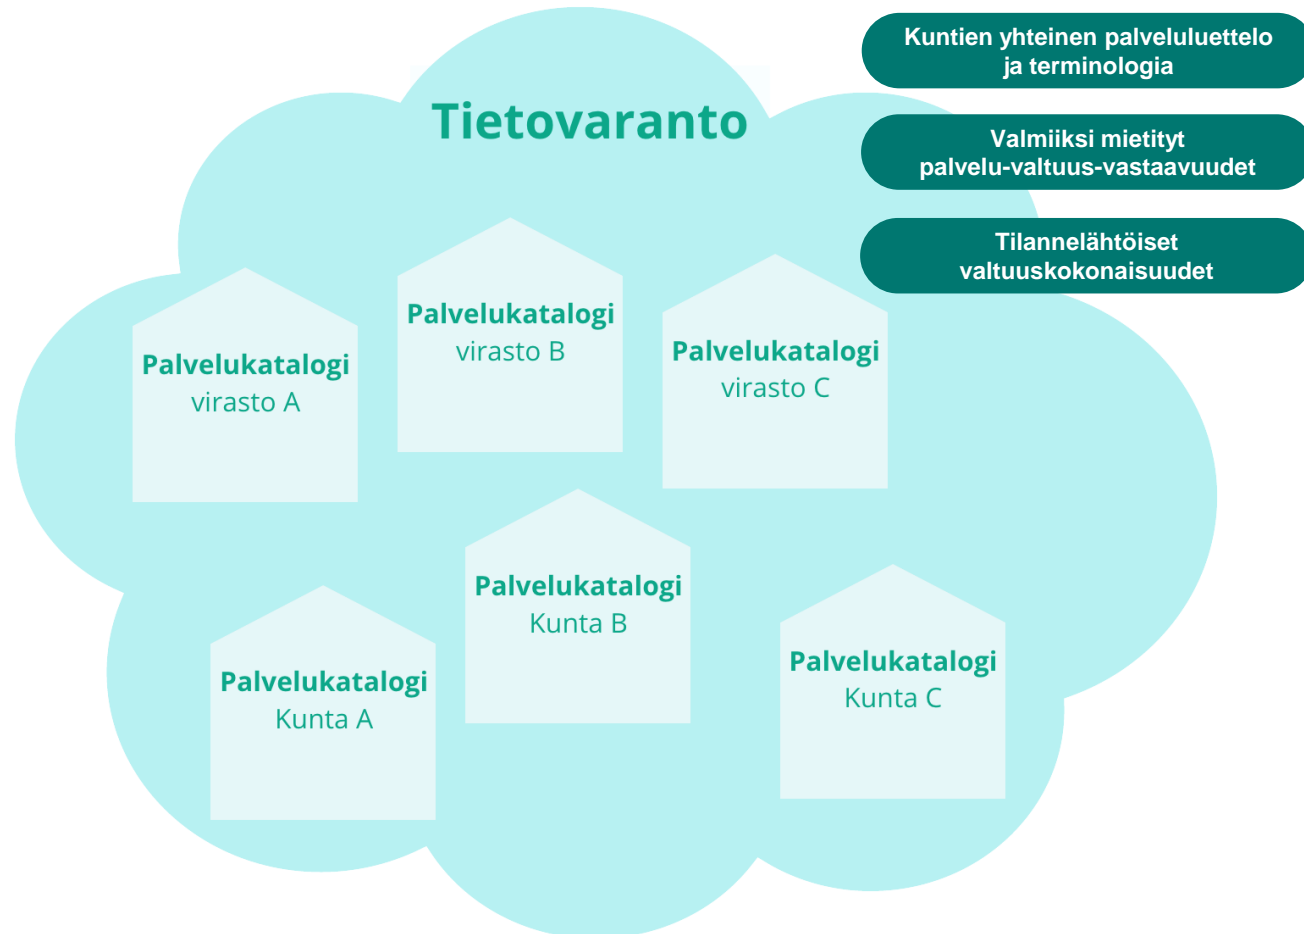 Kuntien yhteinen palveluluettelo
ja terminologia
Tietovaranto
Valmiiksi mietityt
palvelu-valtuus-vastaavuudet
Tilannelähtöiset
valtuuskokonaisuudet
Palvelukatalogi
virasto A
Palvelukatalogi
virasto B
Palvelukatalogi
virasto C
Palvelukatalogi
Kunta A
Palvelukatalogi
Kunta B
Palvelukatalogi
Kunta C